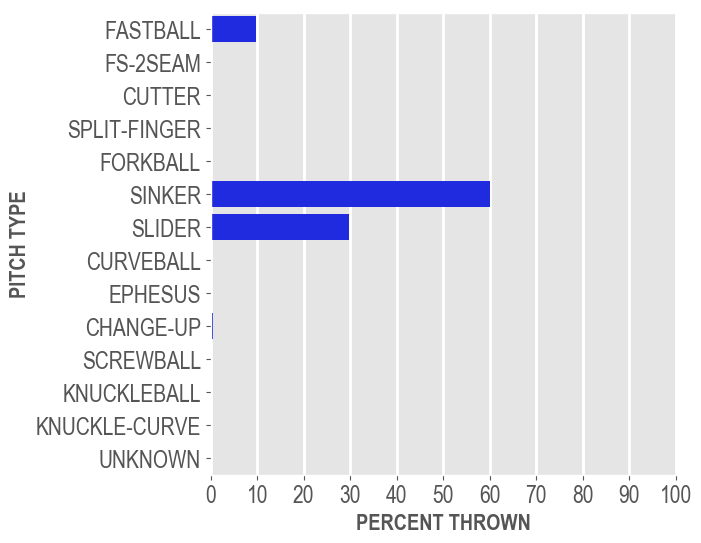 FASTBALL
FS-2SEAM
CUTTER
SPLIT-FINGER
FORKBALL
SINKER
SLIDER
CURVEBALL
EPHESUS
CHANGE-UP
SCREWBALL
KNUCKLEBALL
KNUCKLE-CURVE
UNKNOWN
PITCH TYPE
0 10 20 30 40 50 60 70 80 90 100
PERCENT THROWN